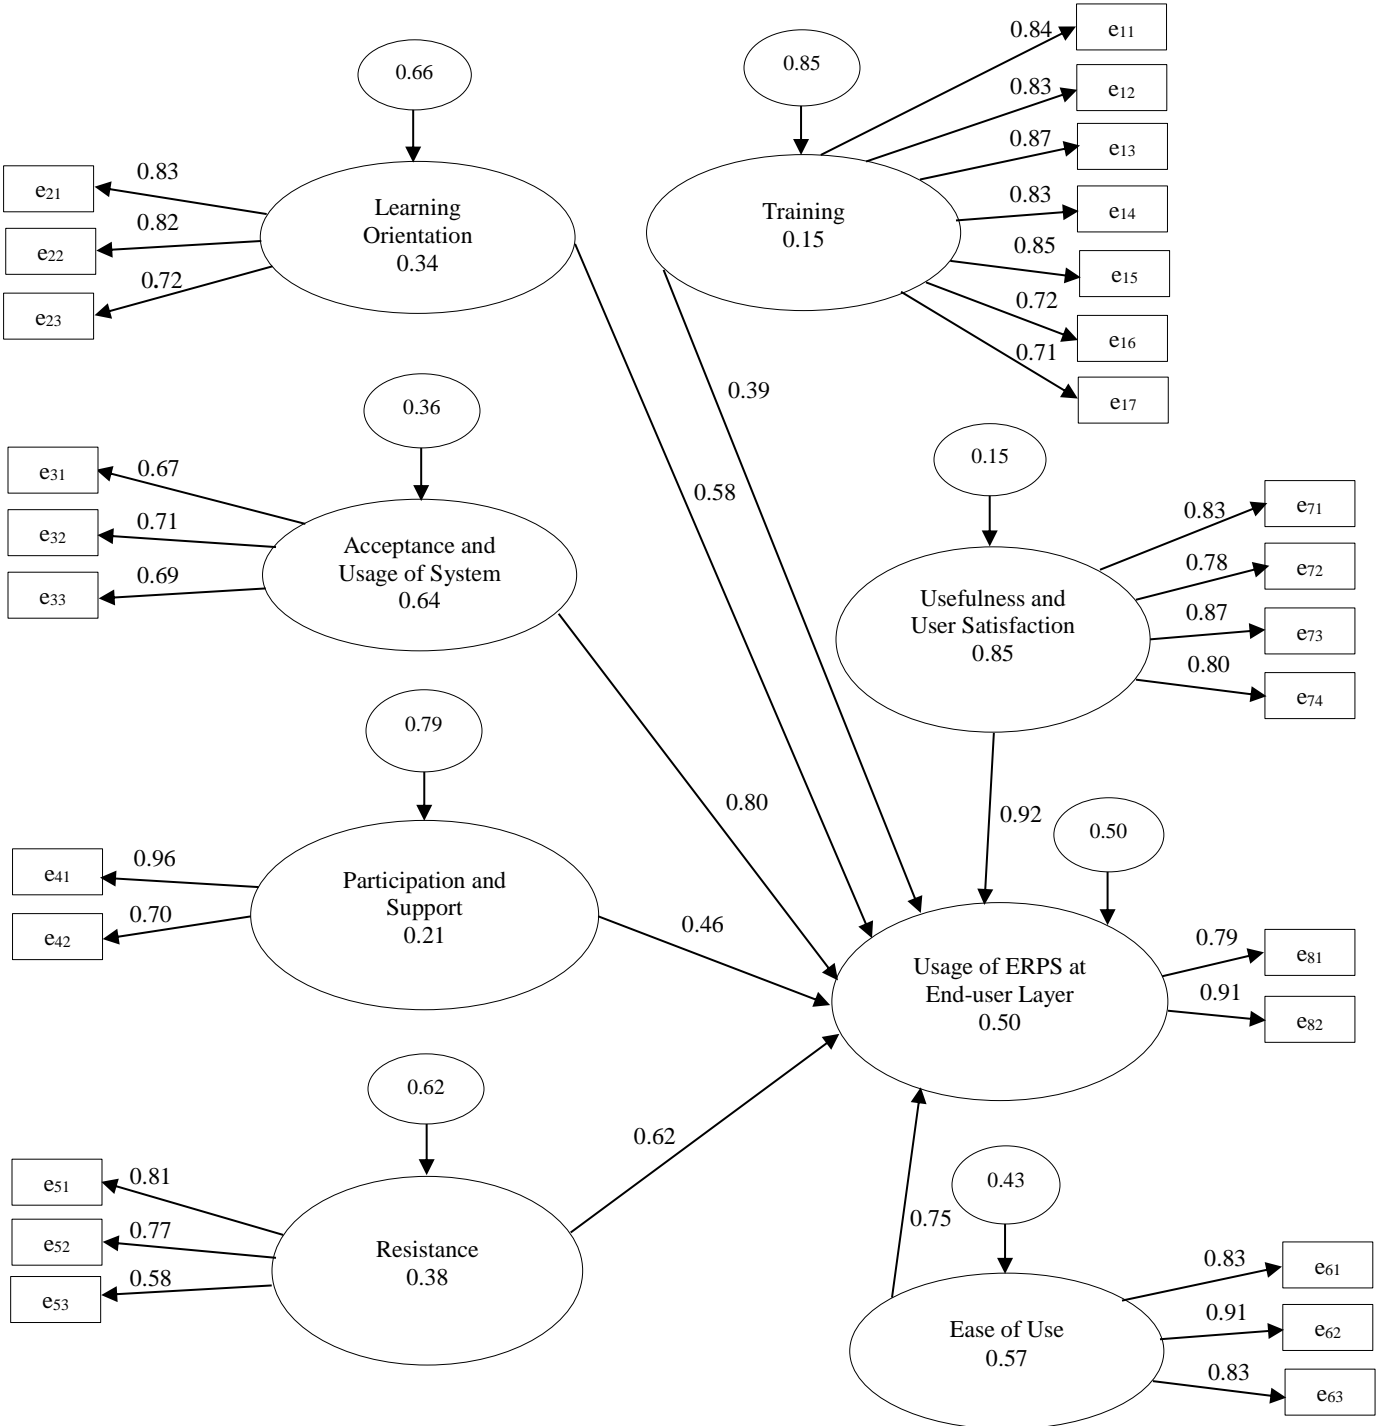 0.66
e21
e22
e23
0.83
0.82
0.72
Learning
Orientation
0.34
0.85
Training
0.15
0.84
0.83
0.87
0.83
0.85
0.72
0.71
e11
e12
e13
e14
e15
e16
e17
0.39
0.58
0.36
e31
e32
e33
0.67
0.71
0.69
Acceptance and
Usage of System
0.64
0.15
Usefulness and
User Satisfaction
0.85
0.83
0.78
0.87
0.80
e71
e72
e73
e74
0.80
0.92
0.79
e41
e42
0.96
0.70
Participation and
Support
0.21
0.46
0.50
Usage of ERPS at
End-user Layer
0.50
0.79
0.91
e81
e82
0.62
e51
e52
e53
0.81
0.77
0.58
Resistance
0.38
0.62
0.75
0.43
Ease of Use
0.57
0.83
0.91
0.83
e61
e62
e63